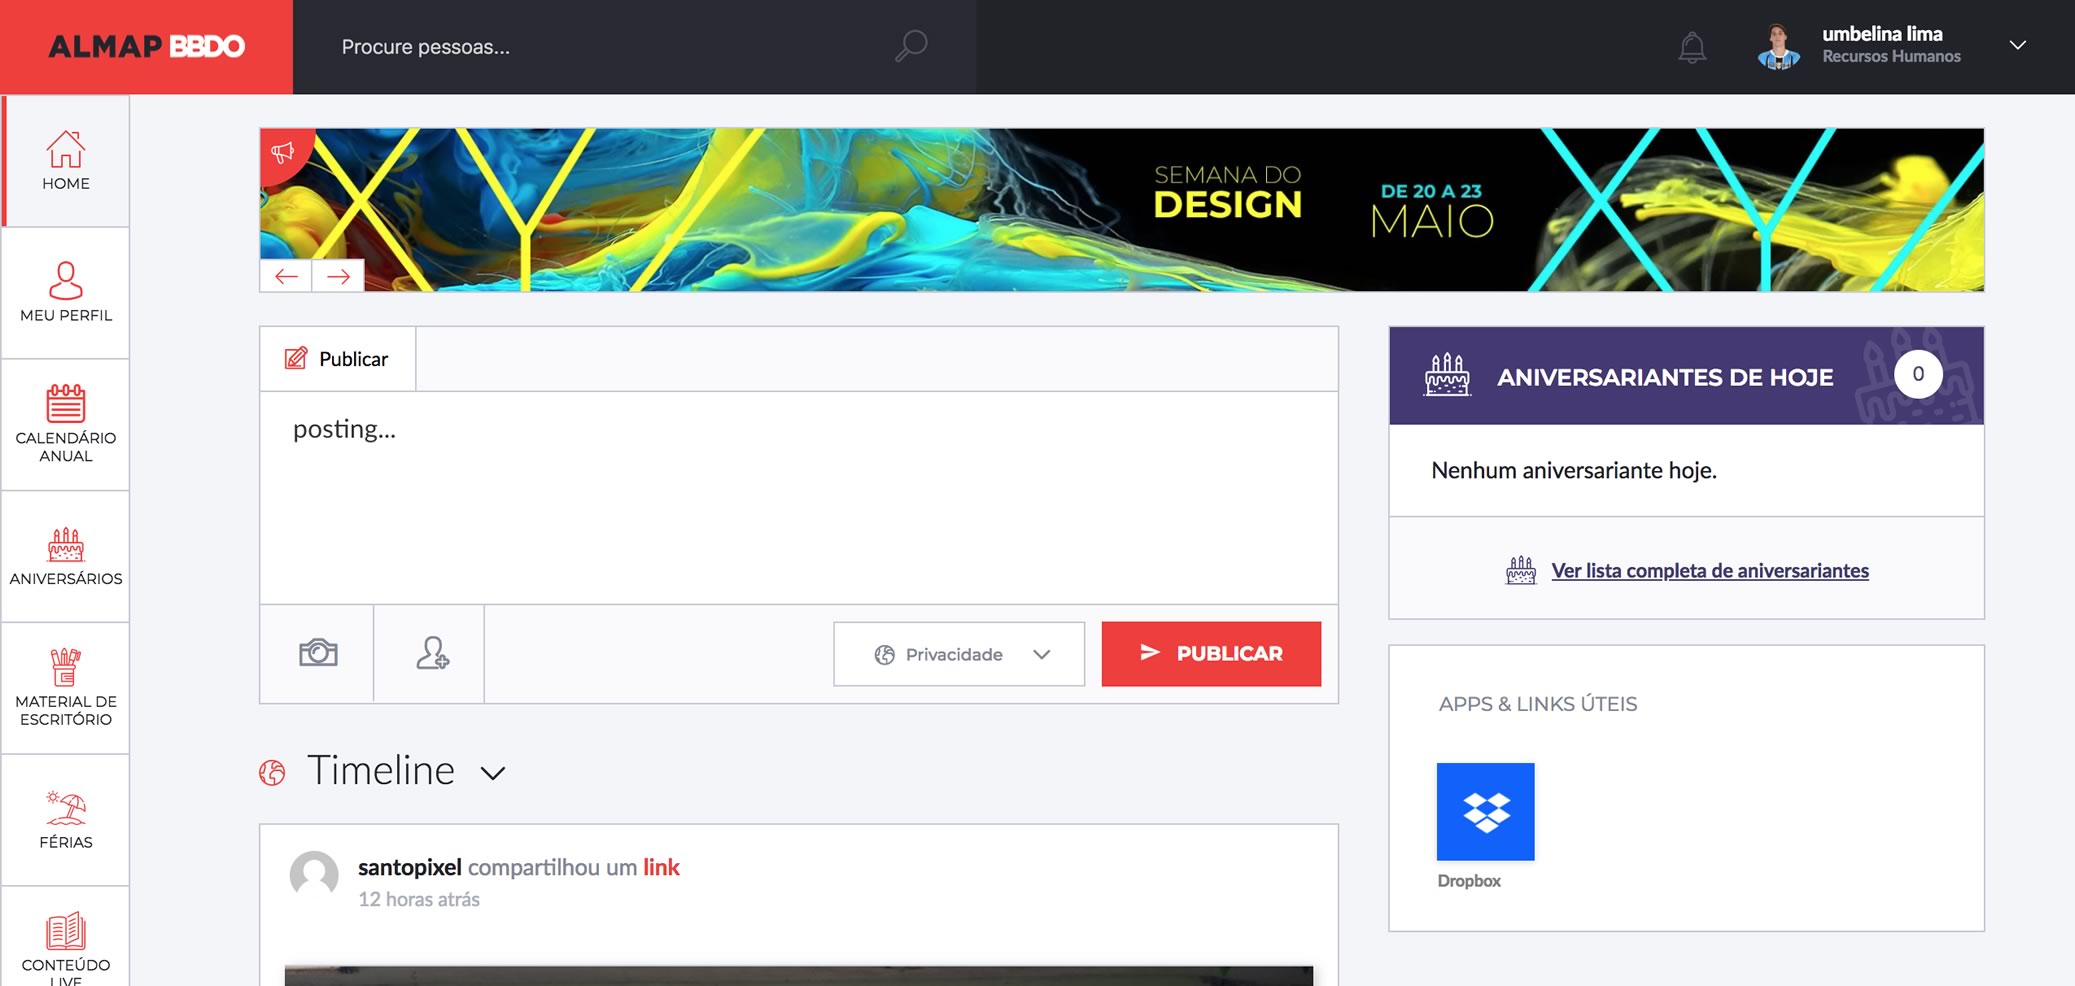 ALMAP BBDO
Procure pessoas...
umbelina lima
Recursos Humanos
HOME
MEU PERFIL
CALENDÁRIO
ANUAL
ANIVERSÁRIOS
MATERIAL DE
ESCRITÓRIO
FÉRIAS
CONTEÚDO
LIVE
SEMANA DO
DESIGN
DE 20 A 23
MAIO
Publicar
posting...
Privacidade
PUBLICAR
Timeline
santopixel compartilhou um link
12 horas atrás
ANIVERSARIANTES DE HOJE
0
Nenhum aniversariante hoje.
Ver lista completa de aniversariantes
APPS & LINKS ÚTEIS
Dropbox